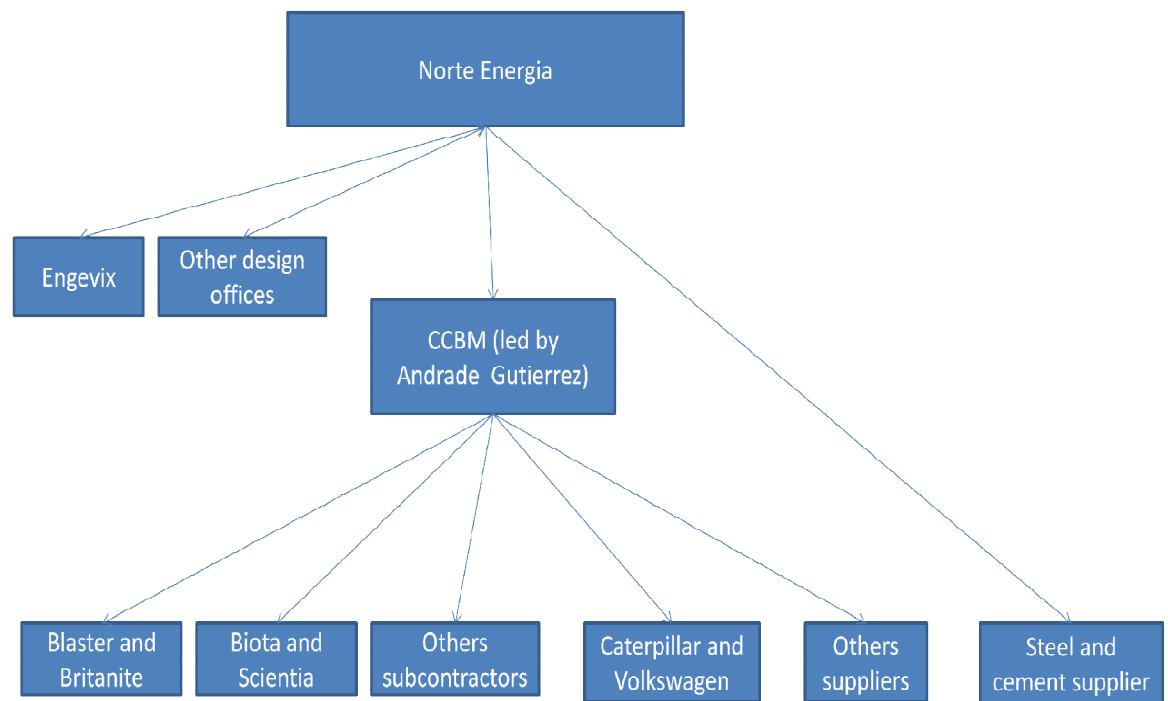 Norte Energia
Engevix
Other design
offices
CCBM (led by
Andrade Gutierrez)
Blaster and
Britanite
Biota and
Scientia
Others
subcontractors
Caterpillar and
Volkswagen
Others
suppliers
Steel and
cement supplier